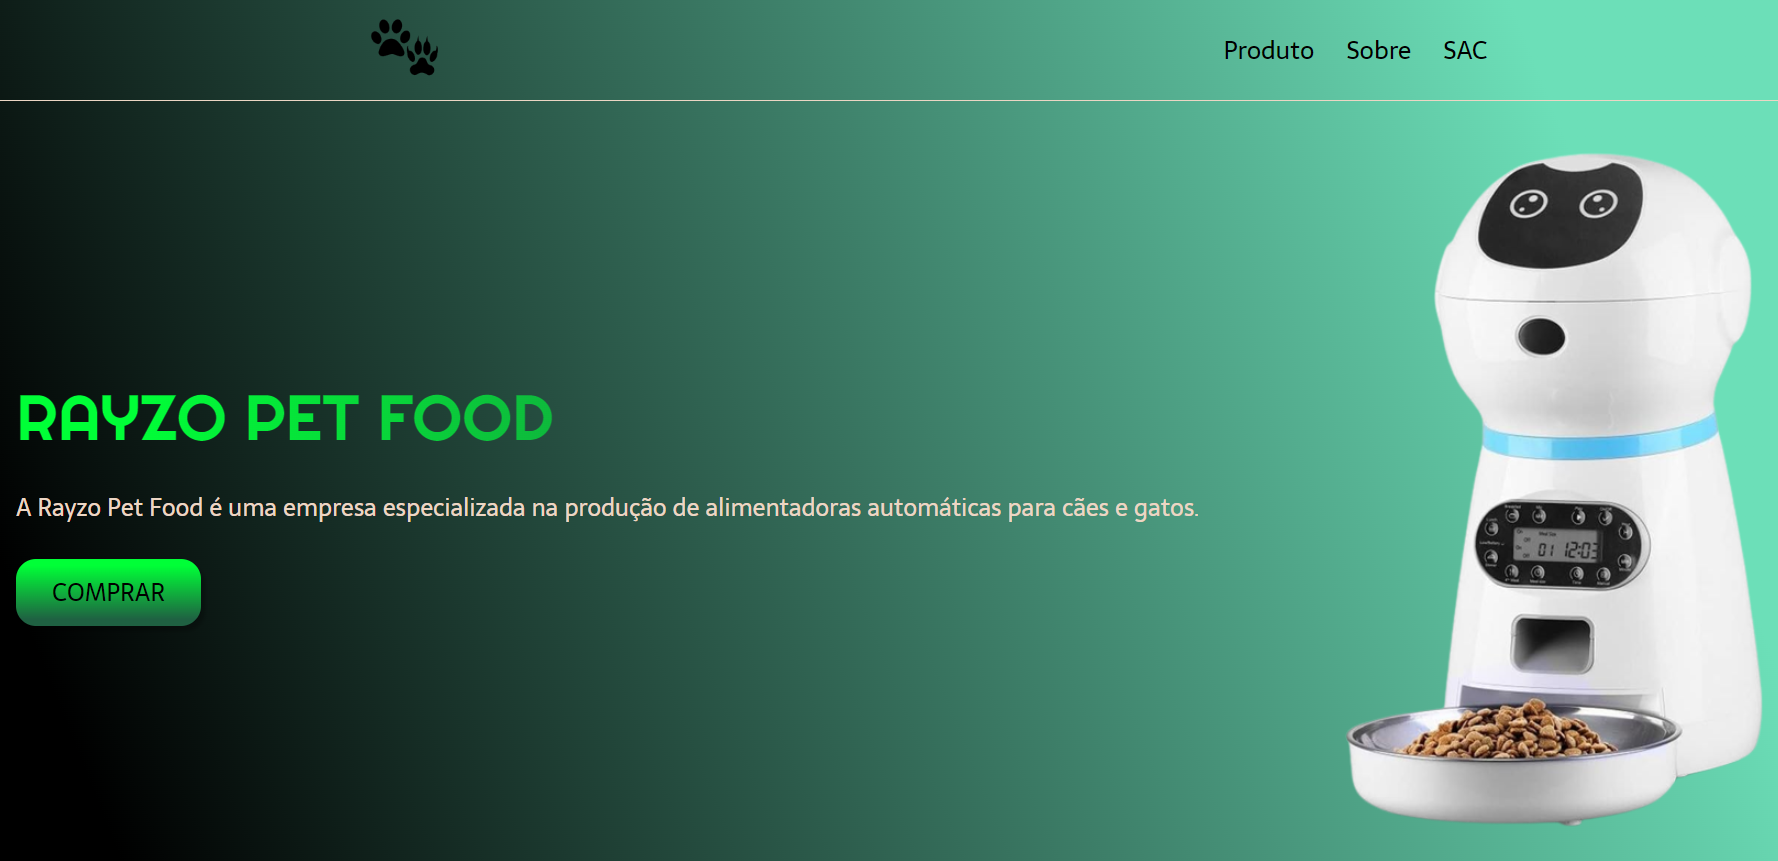 Produto Sobre SAC
RAYZO PET FOOD
A Rayzo Pet Food é uma empresa especializada na produção de alimentadoras automáticas para cães e gatos.
COMPRAR
01 12:03